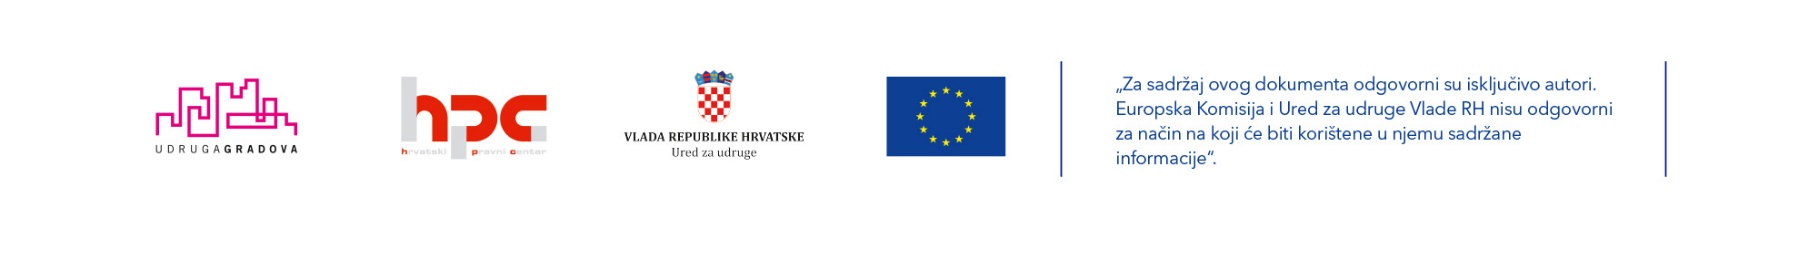 UDRUGAGRADOVA
hpc
hrvatski pravni centar
VLADA REPUBLIKE HRVATSKE
Ured za udruge
„Za sadržaj ovog dokumenta odgovorni su isključivo autori.
Europska Komisija i Ured za udruge Vlade RH nisu odgovorni
za način na koji će biti korištene u njemu sadržane
informacije“.